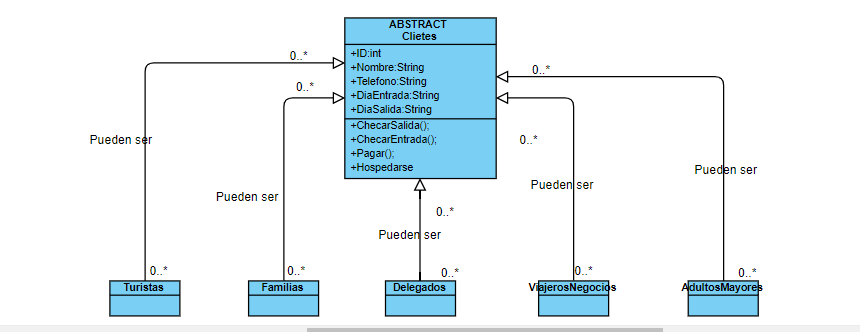 ABSTRACT
Clietes
+ID:int
+Nombre:String
+Telefono:String
+DiaEntrada:String
+DiaSalida:String
+ChecarSalida();
+ChecarEntrada();
+Pagar();
+Hospedarse
0..*
0..*
0..*
0..*
0..*
Pueden ser
Pueden ser
Pueden ser
Pueden ser
Pueden ser
0..*
0..*
0..*
0..*
0..*
Turistas
Familias
Delegados
ViajerosNegocios
AdultosMayores